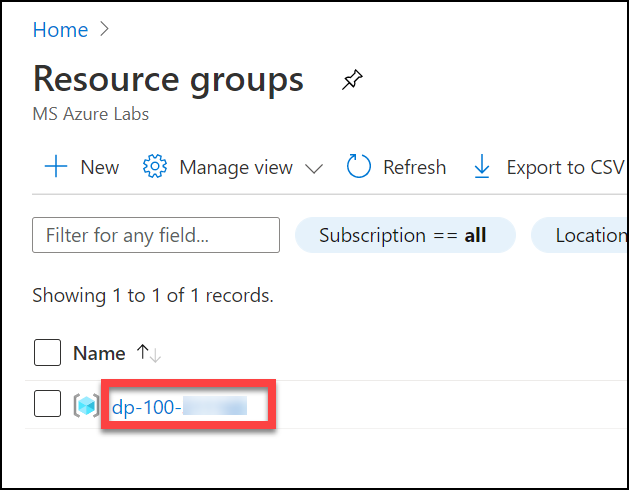 Home >
Resource groups
MS Azure Labs
+ New Manage view Refresh Export to CSV
Filter for any field...
Subscription == all Location
Showing 1 to 1 of 1 records.
Name ↑↓
dp-100-